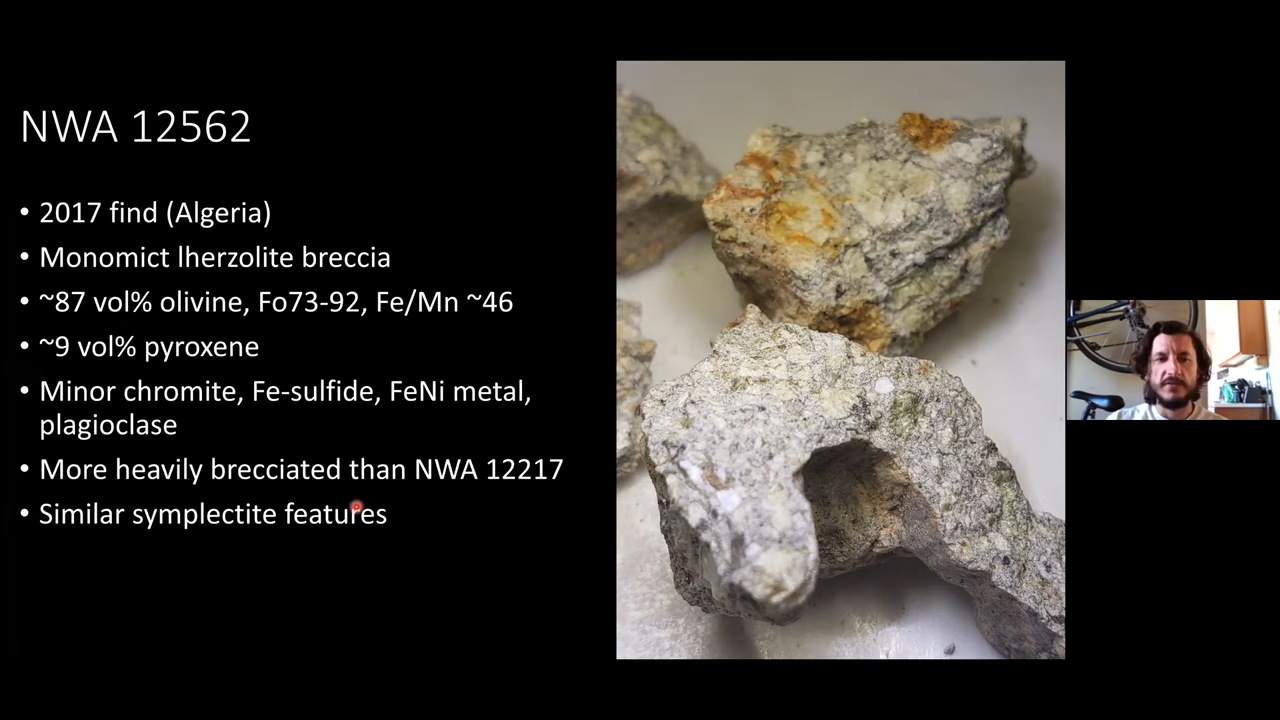 NWA 12562
• 2017 find (Algeria)
• Monomict lherzolite breccia
• ~87 vol% olivine, Fo73-92, Fe/Mn ~46
• ~9 vol% pyroxene
• Minor chromite, Fe-sulfide, FeNi metal,
plagioclase
• More heavily brecciated than NWA 12217
• Similar symplectite features